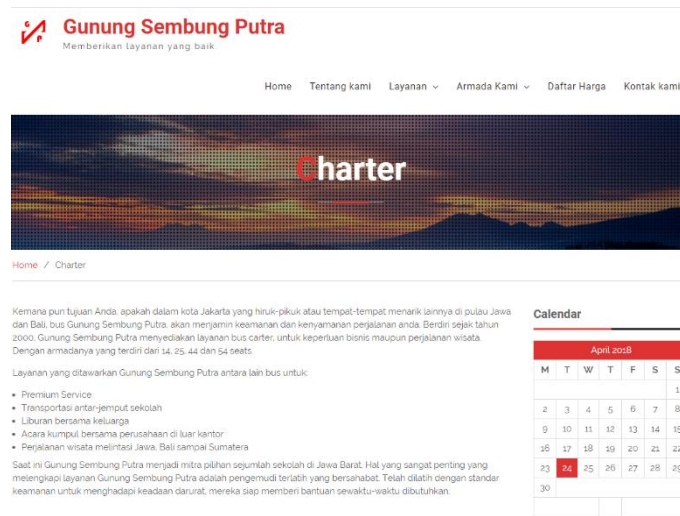 Gunung Sembung Putra
Memberikan layanan yang baik
Home Tentang kami Layanan Armada Kami Daftar Harga Kontak kami
Charter
Home / Charter
Kemana pun tujuan Anda, apakah dalam kota Jakarta yang hiruk-pikuk atau tempat-tempat menarik lainnya di pulau Jawa
dan Bali, bus Gunung Sembung Putra, akan menjamin keamanan dan kenyamanan perjalanan anda. Berdiri sejak tahun
2000, Gunung Sembung Putra menyediakan layanan bus carter, untuk keperluan bisnis maupun perjalanan wisata.
Dengan armadanya yang terdiri dari 14, 25, 44 dan 54 seats.
Layanan yang ditawarkan Gunung Sembung Putra antara lain bus untuk:
• Premium Service
• Transportasi antar-jemput sekolah
• Liburan bersama keluarga
• Acara kumpul bersama perusahaan di luar kantor
• Perjalanan wisata melintasi Jawa, Bali sampai Sumatera
Saat ini Gunung Sembung Putra menjadi mitra pilihan sejumlah sekolah di Jawa Barat. Hal yang sangat penting yang
melengkapi layanan Gunung Sembung Putra adalah pengemudi terlatih yang bersahabat. Telah dilatih dengan standar
keamanan untuk menghadapi keadaan darurat, mereka siap memberi bantuan sewaktu-waktu dibutuhkan.
Calendar
April 2018
M T W T F S S
1
2 3 4 5 6 7 8
9 10 11 12 13 14 15
16 17 18 19 20 21 22
23 24 25 26 27 28 29
30